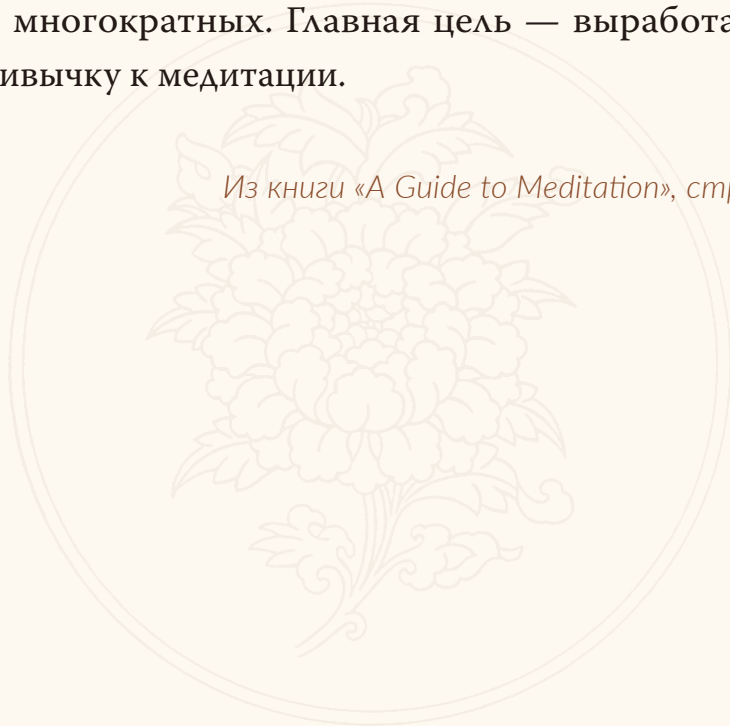 многократных. Главная цель — выработа
ивычку к медитации.
Из книги «A Guide to Meditation», стр